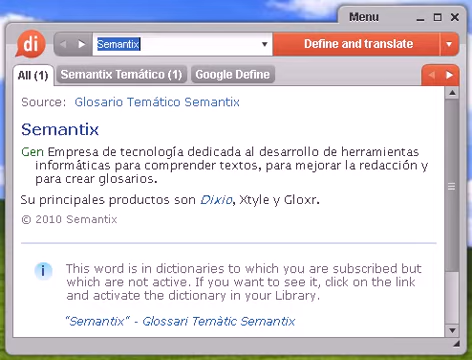 Menu
di
Semantix
Define and translate
All (1)
Semantix Temático (1)
Google Define
Source: Glosario Temático Semantix
Semantix
Gen Empresa de tecnología dedicada al desarrollo de herramientas
informáticas para comprender textos, para mejorar la redacción y
para crear glosarios.
Su principales productos son Dixio, Xtyle y Gloxr.
© 2010 Semantix
i
This word is in dictionaries to which you are subscribed but
which are not active. If you want to see it, click on the link
and activate the dictionary in your Library.
"Semantix" - Glossari Temàtic Semantix